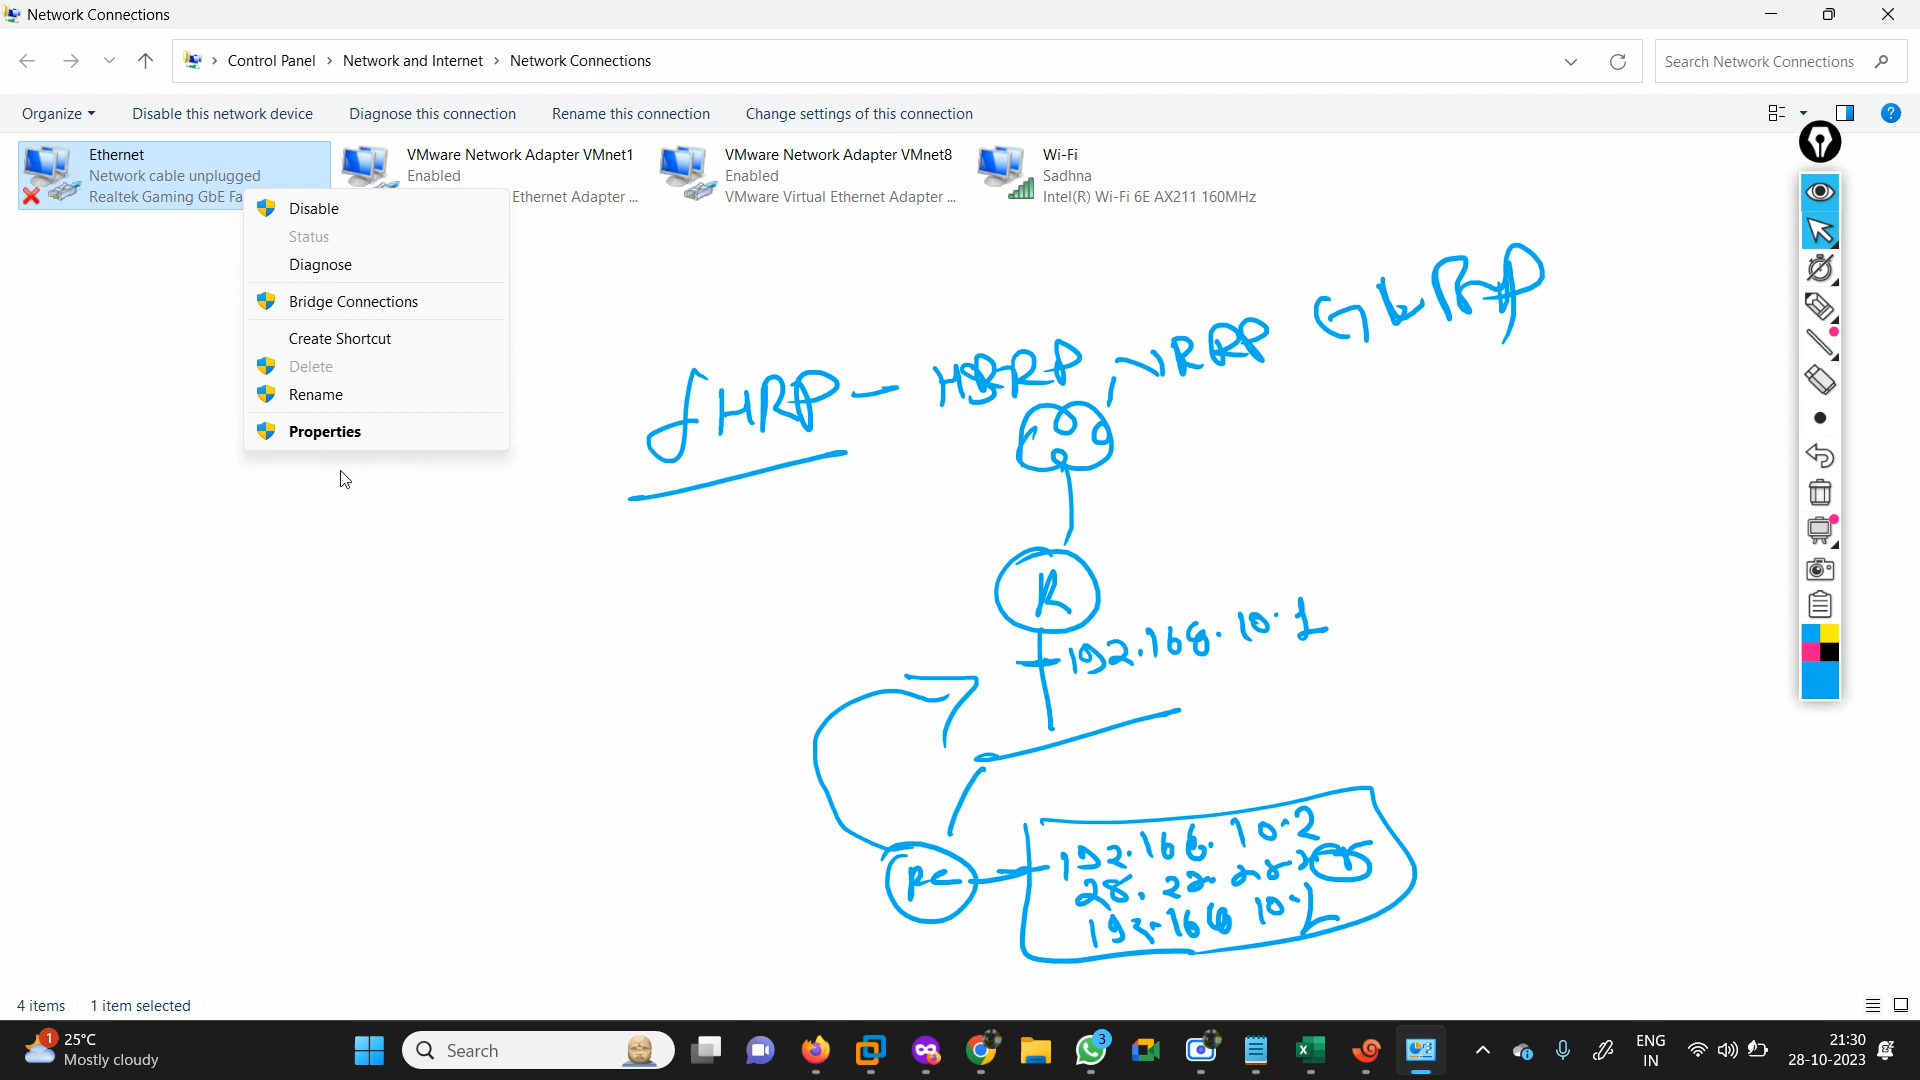 Network Connections
Control Panel > Network and Internet > Network Connections
Search Network Connections
Organize
Disable this network device
Diagnose this connection
Rename this connection
Change settings of this connection
Ethernet
Network cable unplugged
Realtek Gaming GbE Fa
VMware Network Adapter VMnet1
Enabled
Ethernet Adapter ...
VMware Network Adapter VMnet8
Enabled
VMware Virtual Ethernet Adapter ...
Wi-Fi
Sadhna
Intel(R) Wi-Fi 6E AX211 160MHz
Disable
Status
Diagnose
Bridge Connections
Create Shortcut
Delete
Rename
Properties
fHRP - HSRP, VRRP GLBP
R
192.168.10.1
PC
192.168.10.2
192.168 10.1
4 items
1 item selected
1
25°C
Mostly cloudy
Search
3
ENG
IN
21:30
28-10-2023